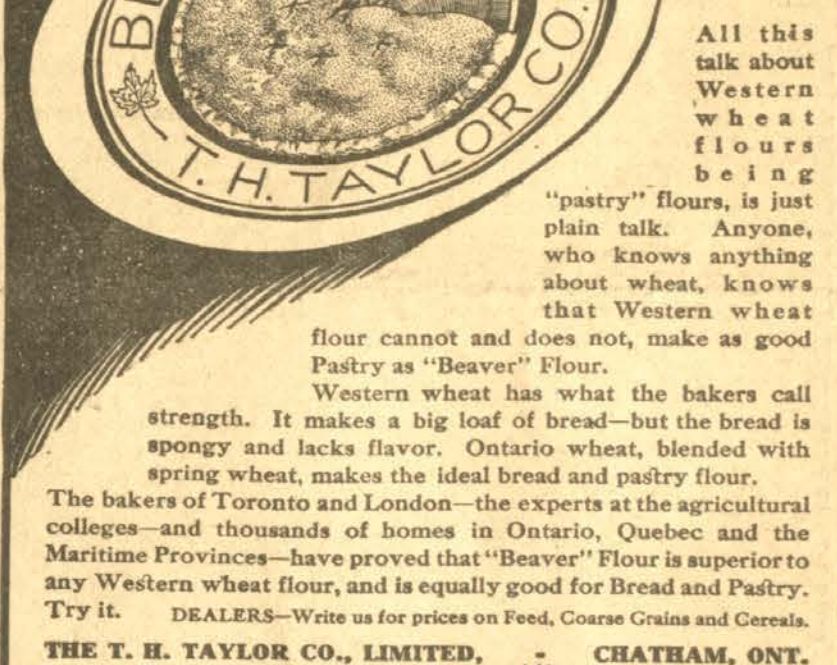 T. H. TAYLOR CO.
All this
talk about
Western
wheat
flours
being
"pastry" flours, is just
plain talk. Anyone,
who knows anything
about wheat, knows
that Western wheat
flour cannot and does not, make as good
Pastry as "Beaver" Flour.
Western wheat has what the bakers call
strength. It makes a big loaf of bread—but the bread is
spongy and lacks flavor. Ontario wheat, blended with
spring wheat, makes the ideal bread and pastry flour.
The bakers of Toronto and London—the experts at the agricultural
colleges—and thousands of homes in Ontario, Quebec and the
Maritime Provinces—have proved that "Beaver" Flour is superior to
any Western wheat flour, and is equally good for Bread and Pastry.
Try it. DEALERS—Write us for prices on Feed, Coarse Grains and Cereals.
THE T. H. TAYLOR CO., LIMITED, - CHATHAM, ONT.